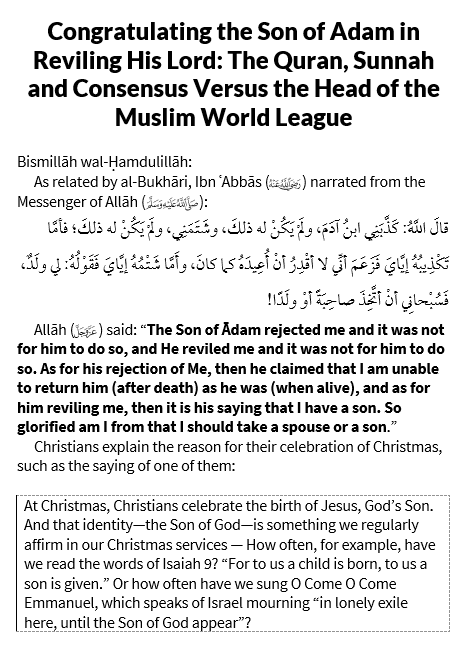 Congratulating the Son of Adam in
Reviling His Lord: The Quran, Sunnah
and Consensus Versus the Head of the
Muslim World League
Bismillāh wal-Ḥamdulillāh:
As related by al-Bukhārī, Ibn ʿAbbās (رضي الله عنه) narrated from the
Messenger of Allāh (صلى الله عليه وسلم):
قالَ اللَّهُ: كَذَّبَنِي ابنُ آدَمَ، ولَمْ يَكُنْ له ذلكَ، وشَتَمَنِي، ولَمْ يَكُنْ له ذلكَ؛ فأمَّا
تَكْذِيبُهُ إيَّايَ فَزَعَمَ أنِّي لا أقْدِرُ أنْ أُعِيدَهُ كما كانَ، وأَمَّا شَتْمُهُ إيَّايَ فَقَوْلُهُ: لي ولَدٌ،
فَسُبْحانِي أنْ أتَّخِذَ صاحِبَةً أوْ ولَدًا!
Allāh (عز وجل) said: “The Son of Ādam rejected me and it was not
for him to do so, and He reviled me and it was not for him to do
so. As for his rejection of Me, then he claimed that I am unable
to return him (after death) as he was (when alive), and as for
him reviling me, then it is his saying that I have a son. So
glorified am I from that I should take a spouse or a son.”
Christians explain the reason for their celebration of Christmas,
such as the saying of one of them:
At Christmas, Christians celebrate the birth of Jesus, God’s Son.
And that identity—the Son of God—is something we regularly
affirm in our Christmas services — How often, for example, have
we read the words of Isaiah 9? “For to us a child is born, to us a
son is given.” Or how often have we sung O Come O Come
Emmanuel, which speaks of Israel mourning “in lonely exile
here, until the Son of God appear”?